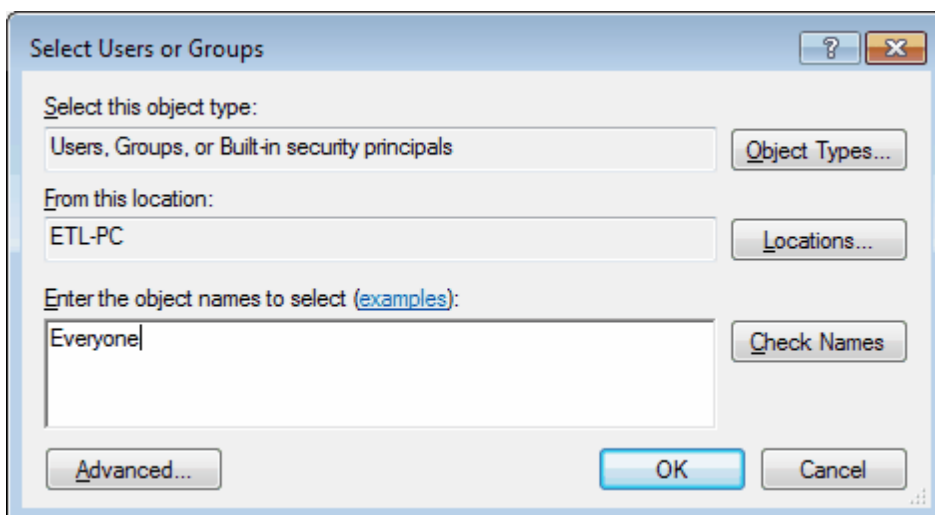 Select Users or Groups
Select this object type:
Users, Groups, or Built-in security principals
Object Types...
From this location:
ETL-PC
Locations...
Enter the object names to select (examples):
Everyone
Check Names
Advanced...
OK
Cancel